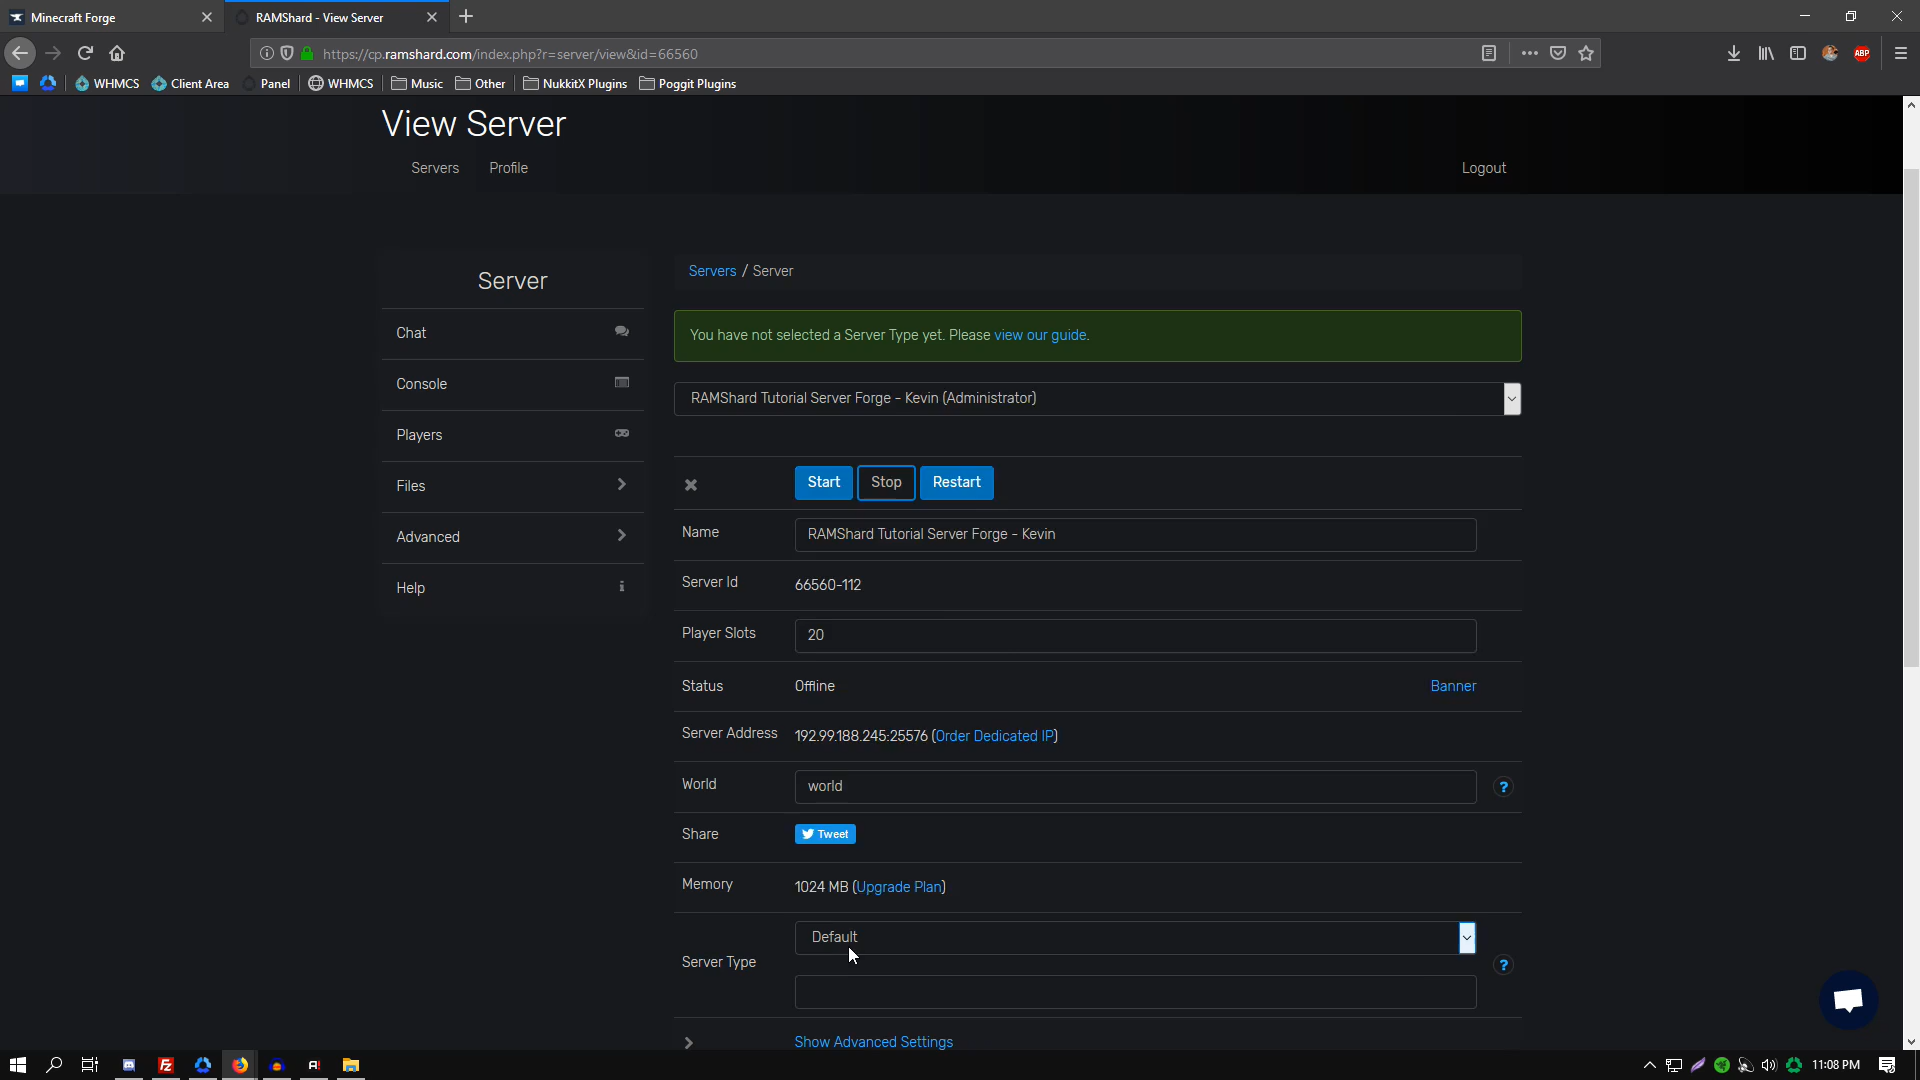 Minecraft Forge
RAMShard - View Server
https://cp.ramshard.com/index.php?r=server/view&id=66560
ABP
WHMCS
Client Area
Panel
WHMCS
Music
Other
NukkitX Plugins
Poggit Plugins
View Server
Servers
Profile
Logout
Server
Chat
Console
Players
Files
Advanced
Help
Servers / Server
You have not selected a Server Type yet. Please view our guide.
RAMShard Tutorial Server Forge - Kevin (Administrator)
Start
Stop
Restart
Name
RAMShard Tutorial Server Forge - Kevin
Server Id
66560-112
Player Slots
20
Status
Offline
Banner
Server Address
192.99.188.245:25576 (Order Dedicated IP)
World
world
?
Share
Tweet
Memory
1024 MB (Upgrade Plan)
Server Type
Default
?
Show Advanced Settings
11:08 PM